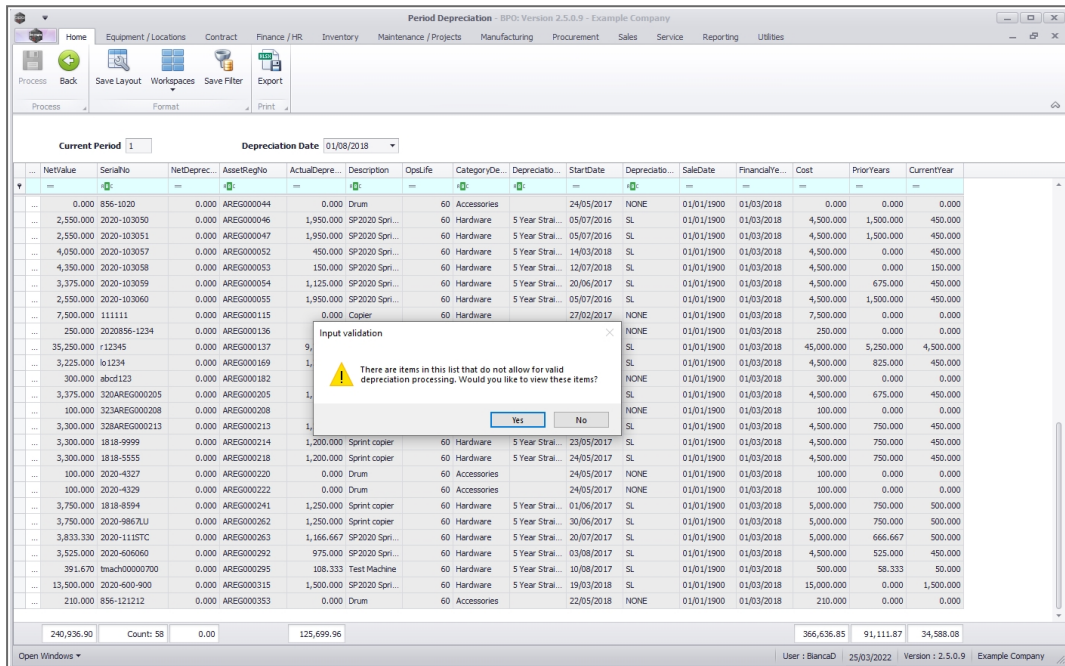 Period Depreciation - BPO: Version 2.5.0.9 - Example Company
Home Equipment / Locations Contract Finance / HR Inventory Maintenance / Projects Manufacturing Procurement Sales Service Reporting Utilities
Process Back Save Layout Workspaces Save Filter Export
Process Format Print
Current Period 1 Depreciation Date 01/08/2018
... NetValue SerialNo NetDeprec... AssetRegNo ActualDepre... Description OpsLife CategoryDe... Depreciatio... StartDate Depreciatio... SaleDate FinancialYe... Cost PriorYears CurrentYear
= aBc = aBc = aBc = aBc aBc = aBc = = = = =
... 0.000 856-1020 0.000 AREG000044 0.000 Drum 60 Accessories 24/05/2017 NONE 01/01/1900 01/03/2018 0.000 0.000 0.000
... 2,550.000 2020-103050 0.000 AREG000046 1,950.000 SP2020 Spri... 60 Hardware 5 Year Strai... 05/07/2016 SL 01/01/1900 01/03/2018 4,500.000 1,500.000 450.000
... 2,550.000 2020-103051 0.000 AREG000047 1,950.000 SP2020 Spri... 60 Hardware 5 Year Strai... 05/07/2016 SL 01/01/1900 01/03/2018 4,500.000 1,500.000 450.000
... 4,050.000 2020-103057 0.000 AREG000052 450.000 SP2020 Spri... 60 Hardware 5 Year Strai... 14/03/2018 SL 01/01/1900 01/03/2018 4,500.000 0.000 450.000
... 4,350.000 2020-103058 0.000 AREG000053 150.000 SP2020 Spri... 60 Hardware 5 Year Strai... 12/07/2018 SL 01/01/1900 01/03/2018 4,500.000 0.000 150.000
... 3,375.000 2020-103059 0.000 AREG000054 1,125.000 SP2020 Spri... 60 Hardware 5 Year Strai... 20/06/2017 SL 01/01/1900 01/03/2018 4,500.000 675.000 450.000
... 2,550.000 2020-103060 0.000 AREG000055 1,950.000 SP2020 Spri... 60 Hardware 5 Year Strai... 05/07/2016 SL 01/01/1900 01/03/2018 4,500.000 1,500.000 450.000
... 7,500.000 111111 0.000 AREG000115 0.000 Copier 60 Hardware 27/02/2017 NONE 01/01/1900 01/03/2018 7,500.000 0.000 0.000
... 250.000 2020856-1234 0.000 AREG000136 NONE 01/01/1900 01/03/2018 250.000 0.000 0.000
... 35,250.000 r12345 0.000 AREG000137 9, SL 01/01/1900 01/03/2018 45,000.000 5,250.000 4,500.000
... 3,225.000 lo1234 0.000 AREG000169 1, SL 01/01/1900 01/03/2018 4,500.000 825.000 450.000
... 300.000 abcd123 0.000 AREG000182 NONE 01/01/1900 01/03/2018 300.000 0.000 0.000
... 3,375.000 320AREG000205 0.000 AREG000205 1, SL 01/01/1900 01/03/2018 4,500.000 675.000 450.000
... 100.000 323AREG000208 0.000 AREG000208 NONE 01/01/1900 01/03/2018 100.000 0.000 0.000
... 3,300.000 328AREG000213 0.000 AREG000213 1, SL 01/01/1900 01/03/2018 4,500.000 750.000 450.000
Input validation
There are items in this list that do not allow for valid
depreciation processing. Would you like to view these items?
Yes No
... 3,300.000 1818-9999 0.000 AREG000214 1,200.000 Sprint copier 60 Hardware 5 Year Strai... 23/05/2017 SL 01/01/1900 01/03/2018 4,500.000 750.000 450.000
... 3,300.000 1818-5555 0.000 AREG000218 1,200.000 Sprint copier 60 Hardware 5 Year Strai... 24/05/2017 SL 01/01/1900 01/03/2018 4,500.000 750.000 450.000
... 100.000 2020-4327 0.000 AREG000220 0.000 Drum 60 Accessories 24/05/2017 NONE 01/01/1900 01/03/2018 100.000 0.000 0.000
... 100.000 2020-4329 0.000 AREG000222 0.000 Drum 60 Accessories 24/05/2017 NONE 01/01/1900 01/03/2018 100.000 0.000 0.000
... 3,750.000 1818-8594 0.000 AREG000241 1,250.000 Sprint copier 60 Hardware 5 Year Strai... 01/06/2017 SL 01/01/1900 01/03/2018 5,000.000 750.000 500.000
... 3,750.000 2020-9867LU 0.000 AREG000262 1,250.000 Sprint copier 60 Hardware 5 Year Strai... 30/06/2017 SL 01/01/1900 01/03/2018 5,000.000 750.000 500.000
... 3,833.330 2020-111STC 0.000 AREG000263 1,166.667 SP2020 Spri... 60 Hardware 5 Year Strai... 20/07/2017 SL 01/01/1900 01/03/2018 5,000.000 666.667 500.000
... 3,525.000 2020-606060 0.000 AREG000292 975.000 SP2020 Spri... 60 Hardware 5 Year Strai... 03/08/2017 SL 01/01/1900 01/03/2018 4,500.000 525.000 450.000
... 391.670 tmach00000700 0.000 AREG000295 108.333 Test Machine 60 Hardware 5 Year Strai... 10/08/2017 SL 01/01/1900 01/03/2018 500.000 58.333 50.000
... 13,500.000 2020-600-900 0.000 AREG000315 1,500.000 SP2020 Spri... 60 Hardware 5 Year Strai... 19/03/2018 SL 01/01/1900 01/03/2018 15,000.000 0.000 1,500.000
... 210.000 856-121212 0.000 AREG000353 0.000 Drum 60 Accessories 22/05/2018 NONE 01/01/1900 01/03/2018 210.000 0.000 0.000
240,936.90 Count: 58 0.00 125,699.96 366,636.85 91,111.87 34,588.08
Open Windows User : BiancaD 25/03/2022 Version : 2.5.0.9 Example Company